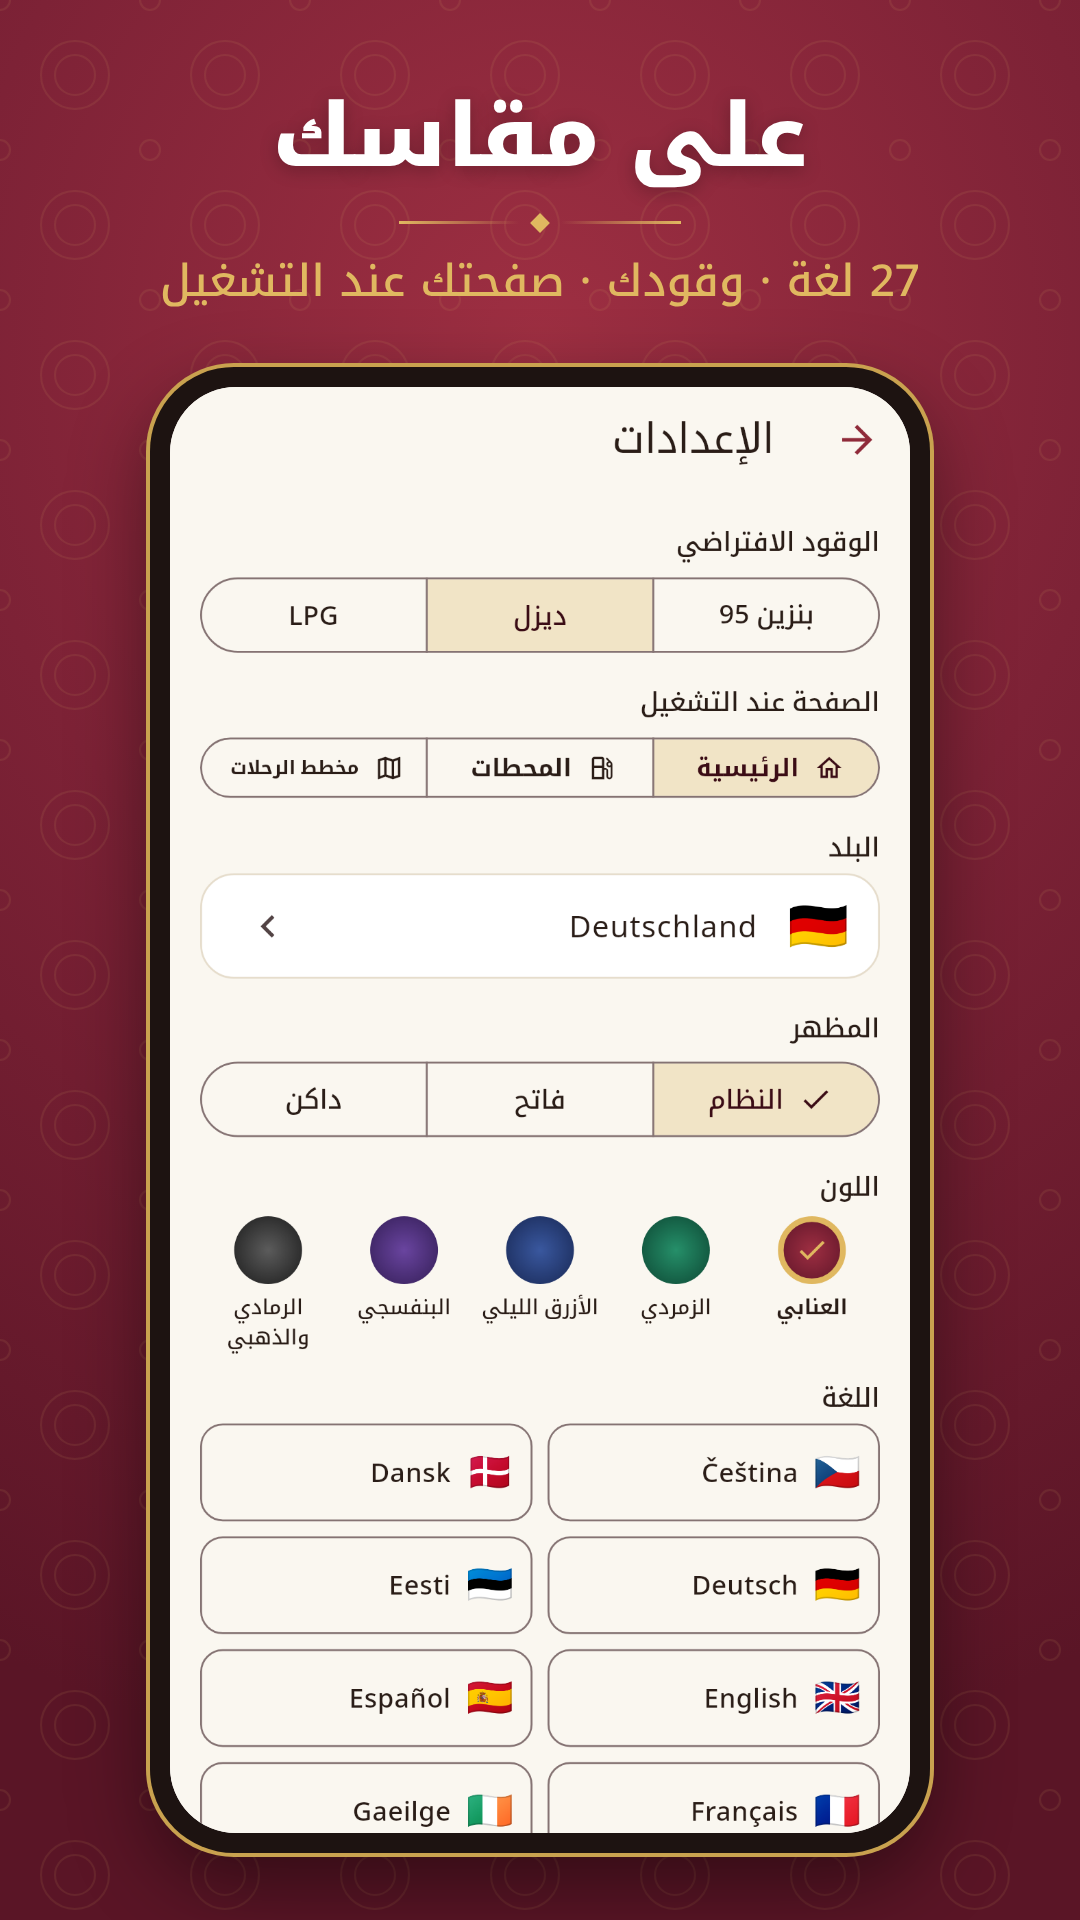 على مقاسك
27 لغة · وقودك · صفحتك عند التشغيل
الإعدادات
الوقود الافتراضي
بنزين 95
ديزل
LPG
الصفحة عند التشغيل
الرئيسية
المحطات
مخطط الرحلات
البلد
Deutschland
المظهر
النظام
فاتح
داكن
اللون
العنابي
الزمردي
الأزرق الليلي
البنفسجي
الرمادي
والذهبي
اللغة
Čeština
Dansk
Deutsch
Eesti
English
Español
Français
Gaeilge